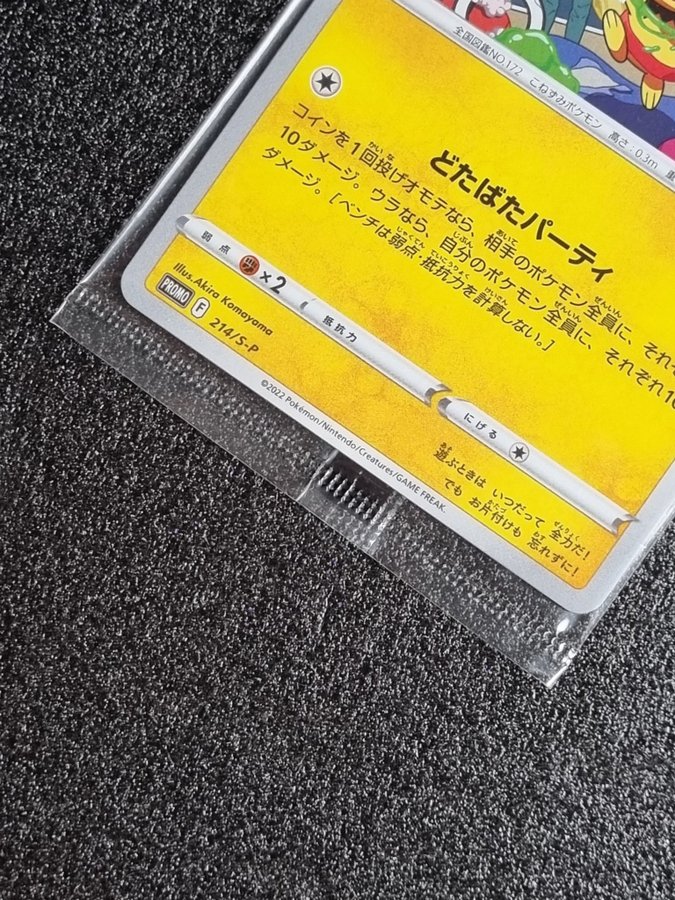 全国図鑑NO.172 こねずみポケモン 高さ:0.3m 重
どたばたパーティ
コインを1回投げオモテなら、相手のポケモン全員に、それぞれ
10ダメージ。ウラなら、自分のポケモン全員に、それぞれ10
ダメージ。[ベンチは弱点・抵抗力を計算しない。]
弱点 ×2 抵抗力 にげる
Illus.Akira Komayama
PROMO F 214/S-P
遊ぶときは いつだって 全力だ!
でも お片付けも 忘れずに!
©2022 Pokémon/Nintendo/Creatures/GAME FREAK.